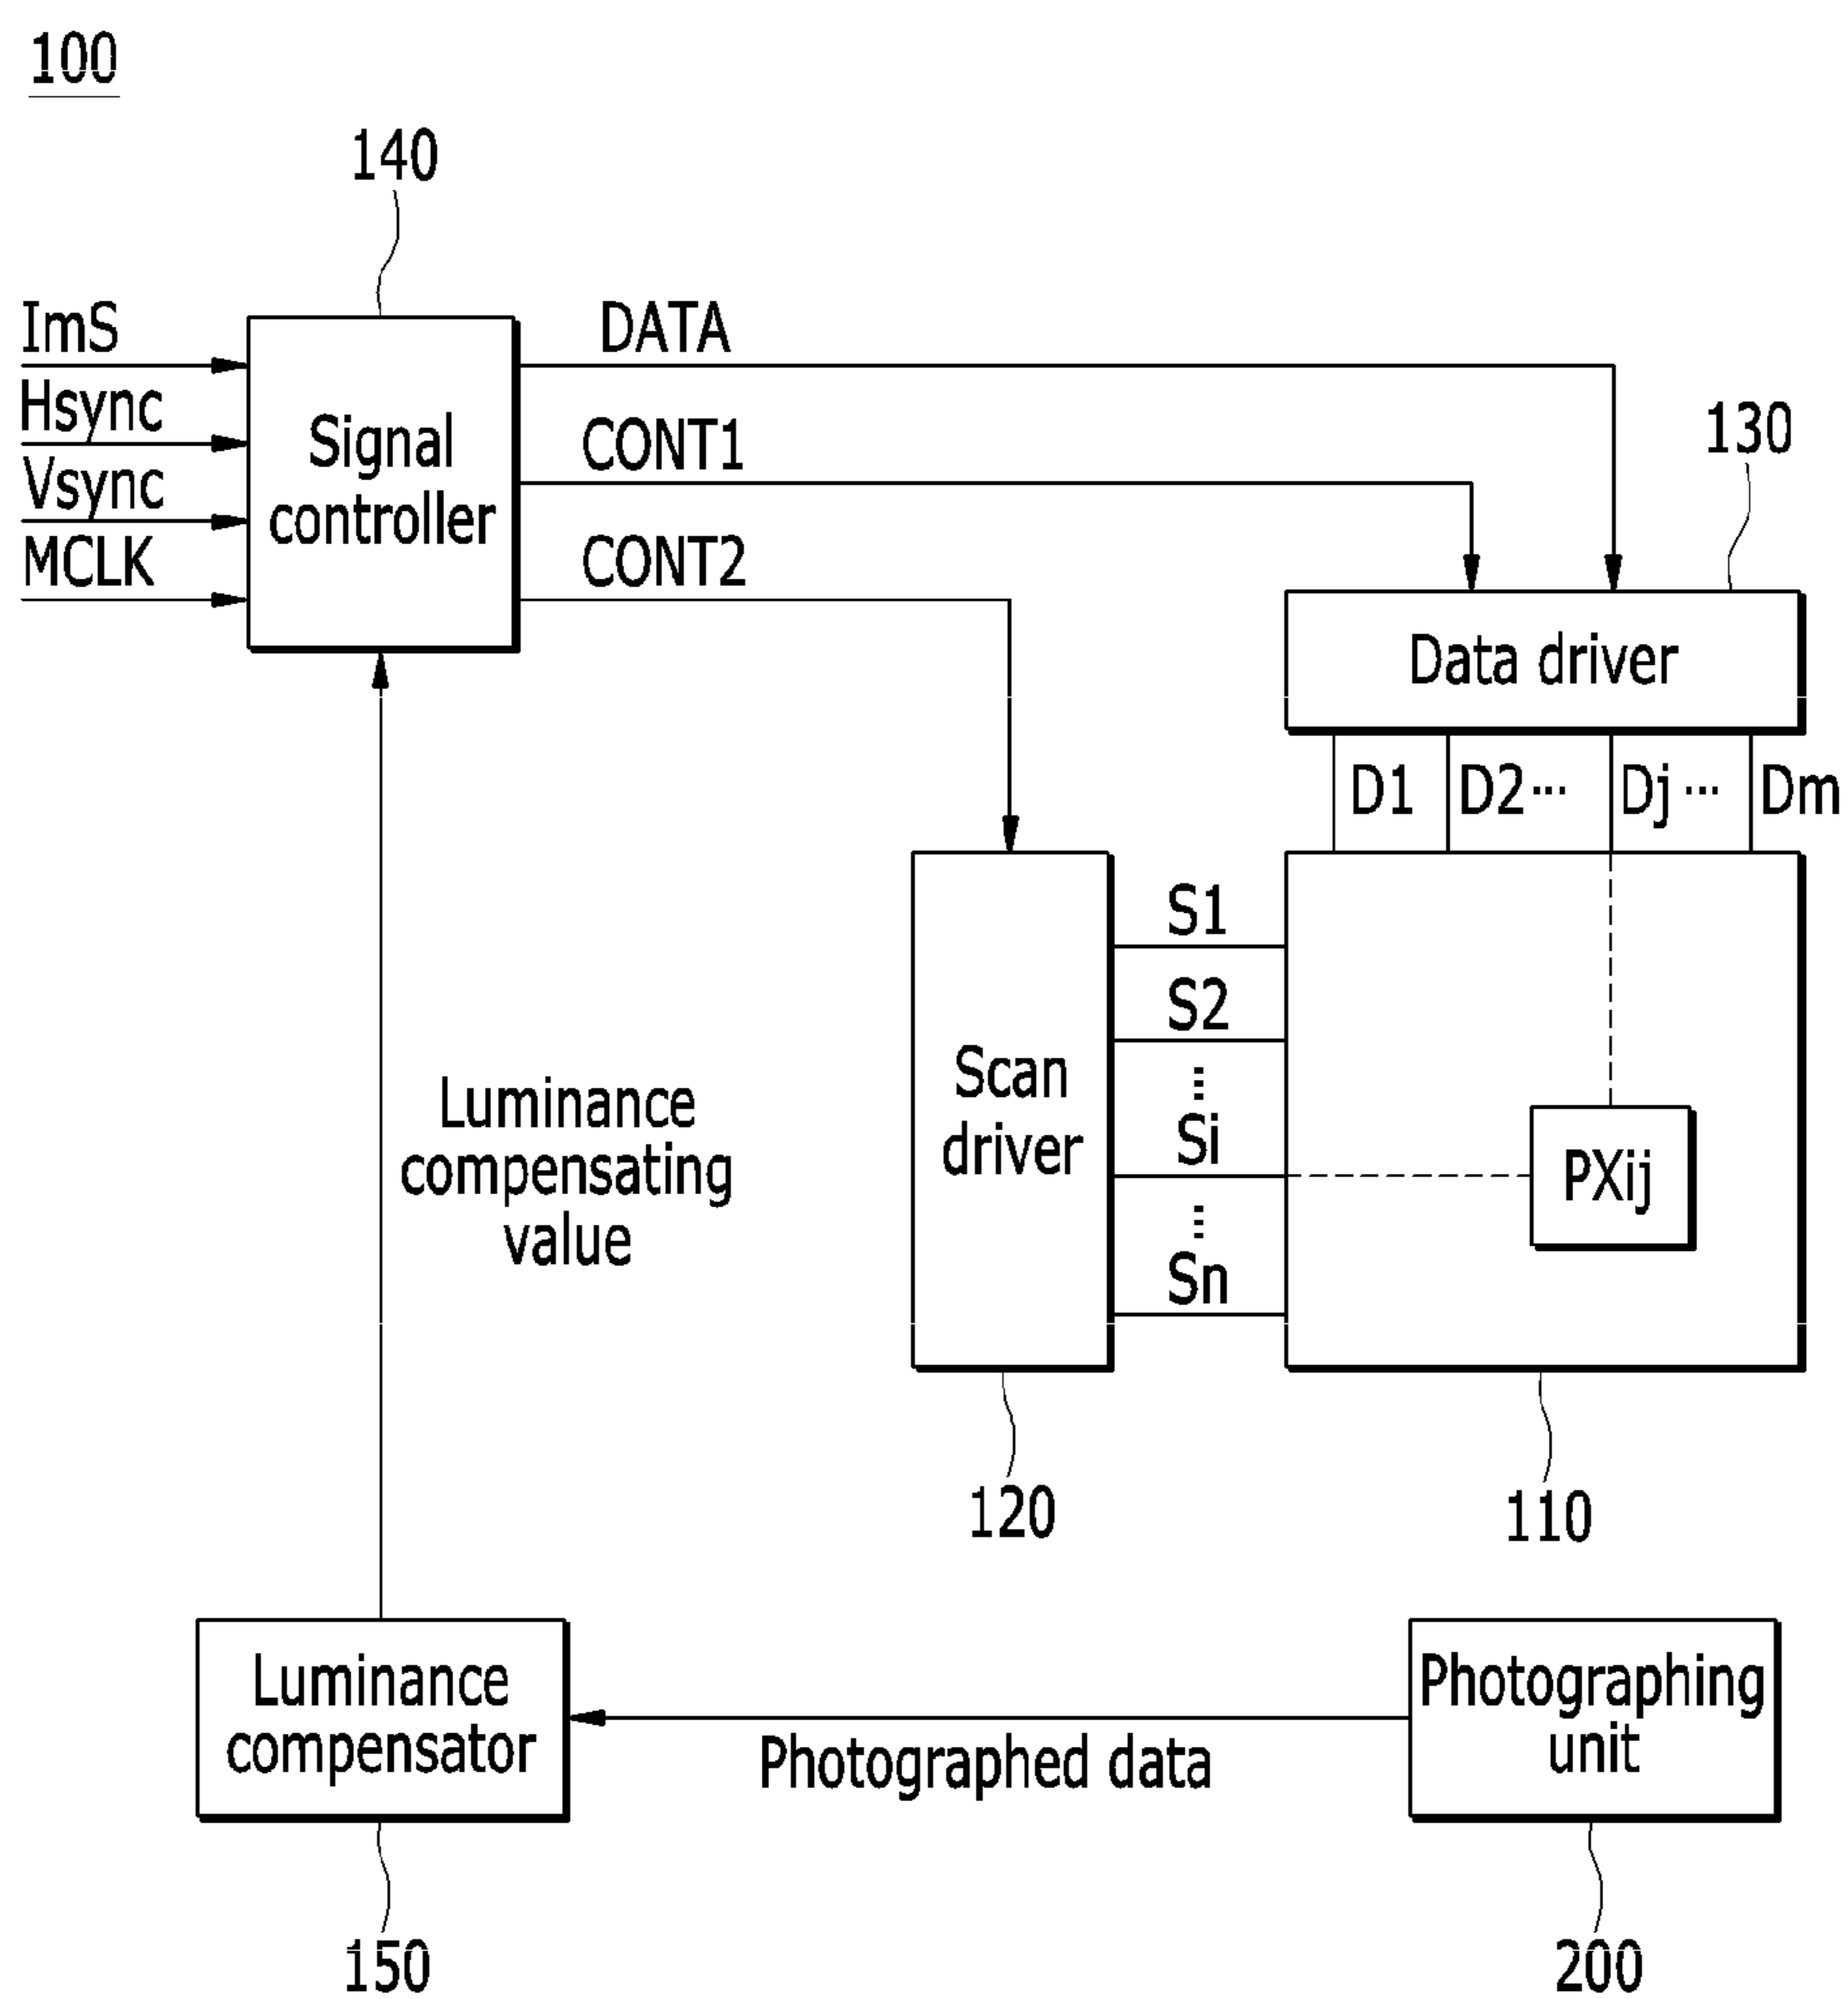 100
140
ImS
Hsync
Vsync
MCLK
Signal
controller
DATA
CONT1
CONT2
130
Data driver
D1 D2··· Dj··· Dm
Scan
driver
S1
S2
⋮
Si
⋮
Sn
PXij
Luminance
compensating
value
120
110
Luminance
compensator
Photographed data
Photographing
unit
150
200